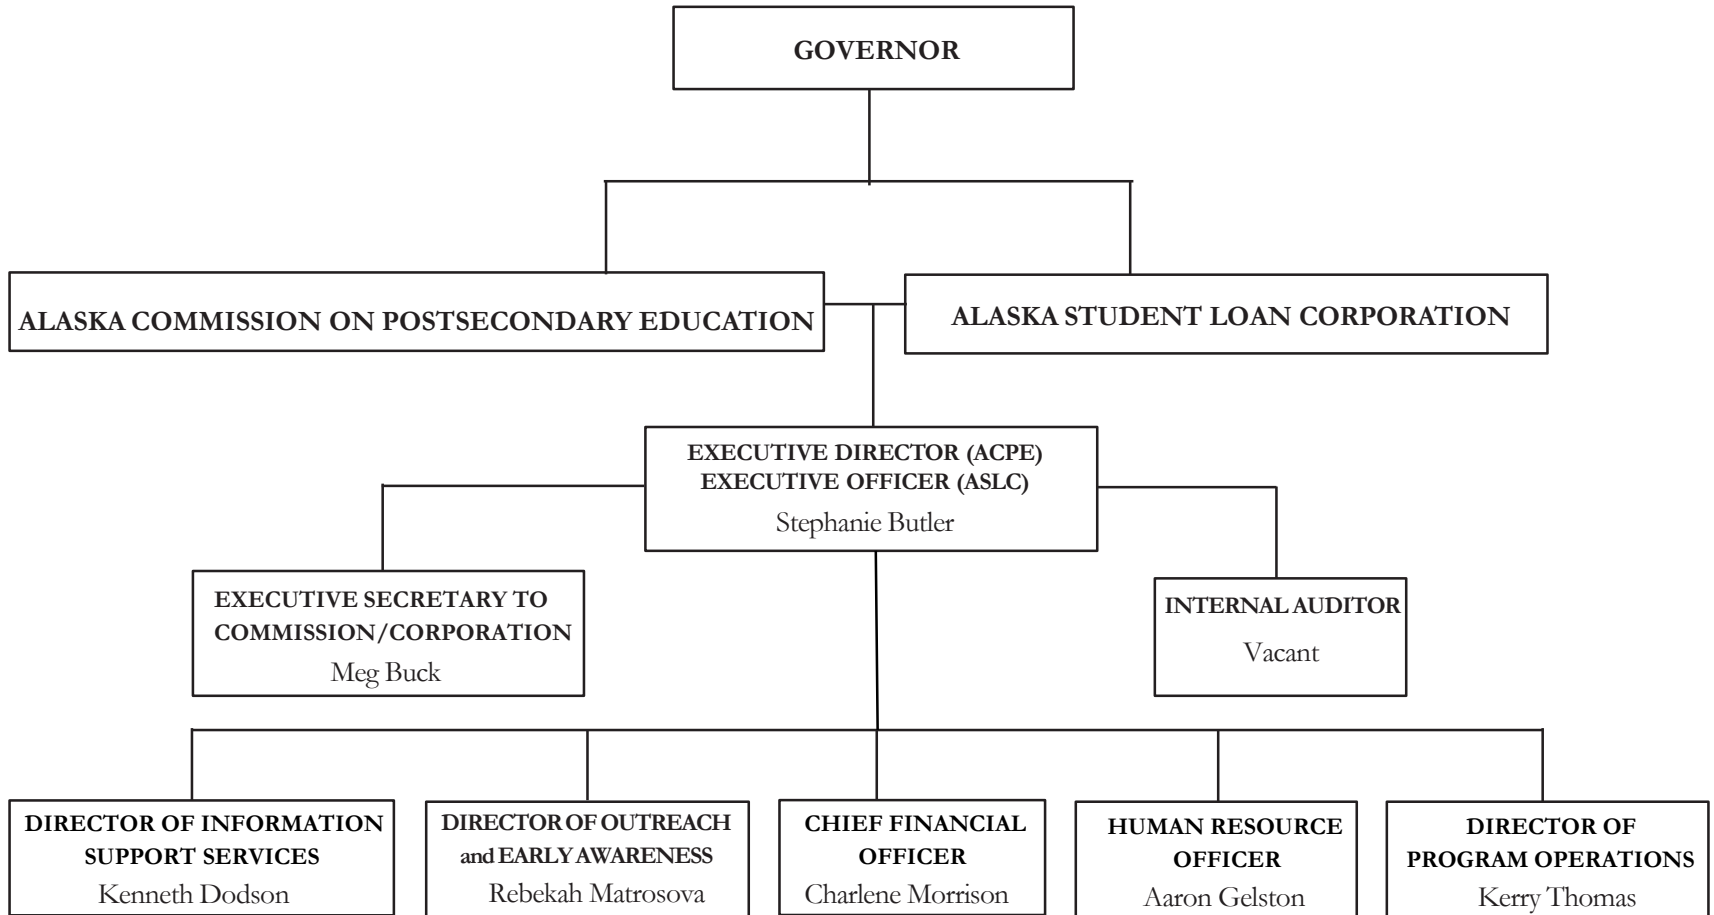 GOVERNOR
ALASKA COMMISSION ON POSTSECONDARY EDUCATION
ALASKA STUDENT LOAN CORPORATION
EXECUTIVE DIRECTOR (ACPE)
EXECUTIVE OFFICER (ASLC)
Stephanie Butler
EXECUTIVE SECRETARY TO
COMMISSION/CORPORATION
Meg Buck
INTERNAL AUDITOR
Vacant
DIRECTOR OF INFORMATION
SUPPORT SERVICES
Kenneth Dodson
DIRECTOR OF OUTREACH
and EARLY AWARENESS
Rebekah Matrosova
CHIEF FINANCIAL
OFFICER
Charlene Morrison
HUMAN RESOURCE
OFFICER
Aaron Gelston
DIRECTOR OF
PROGRAM OPERATIONS
Kerry Thomas